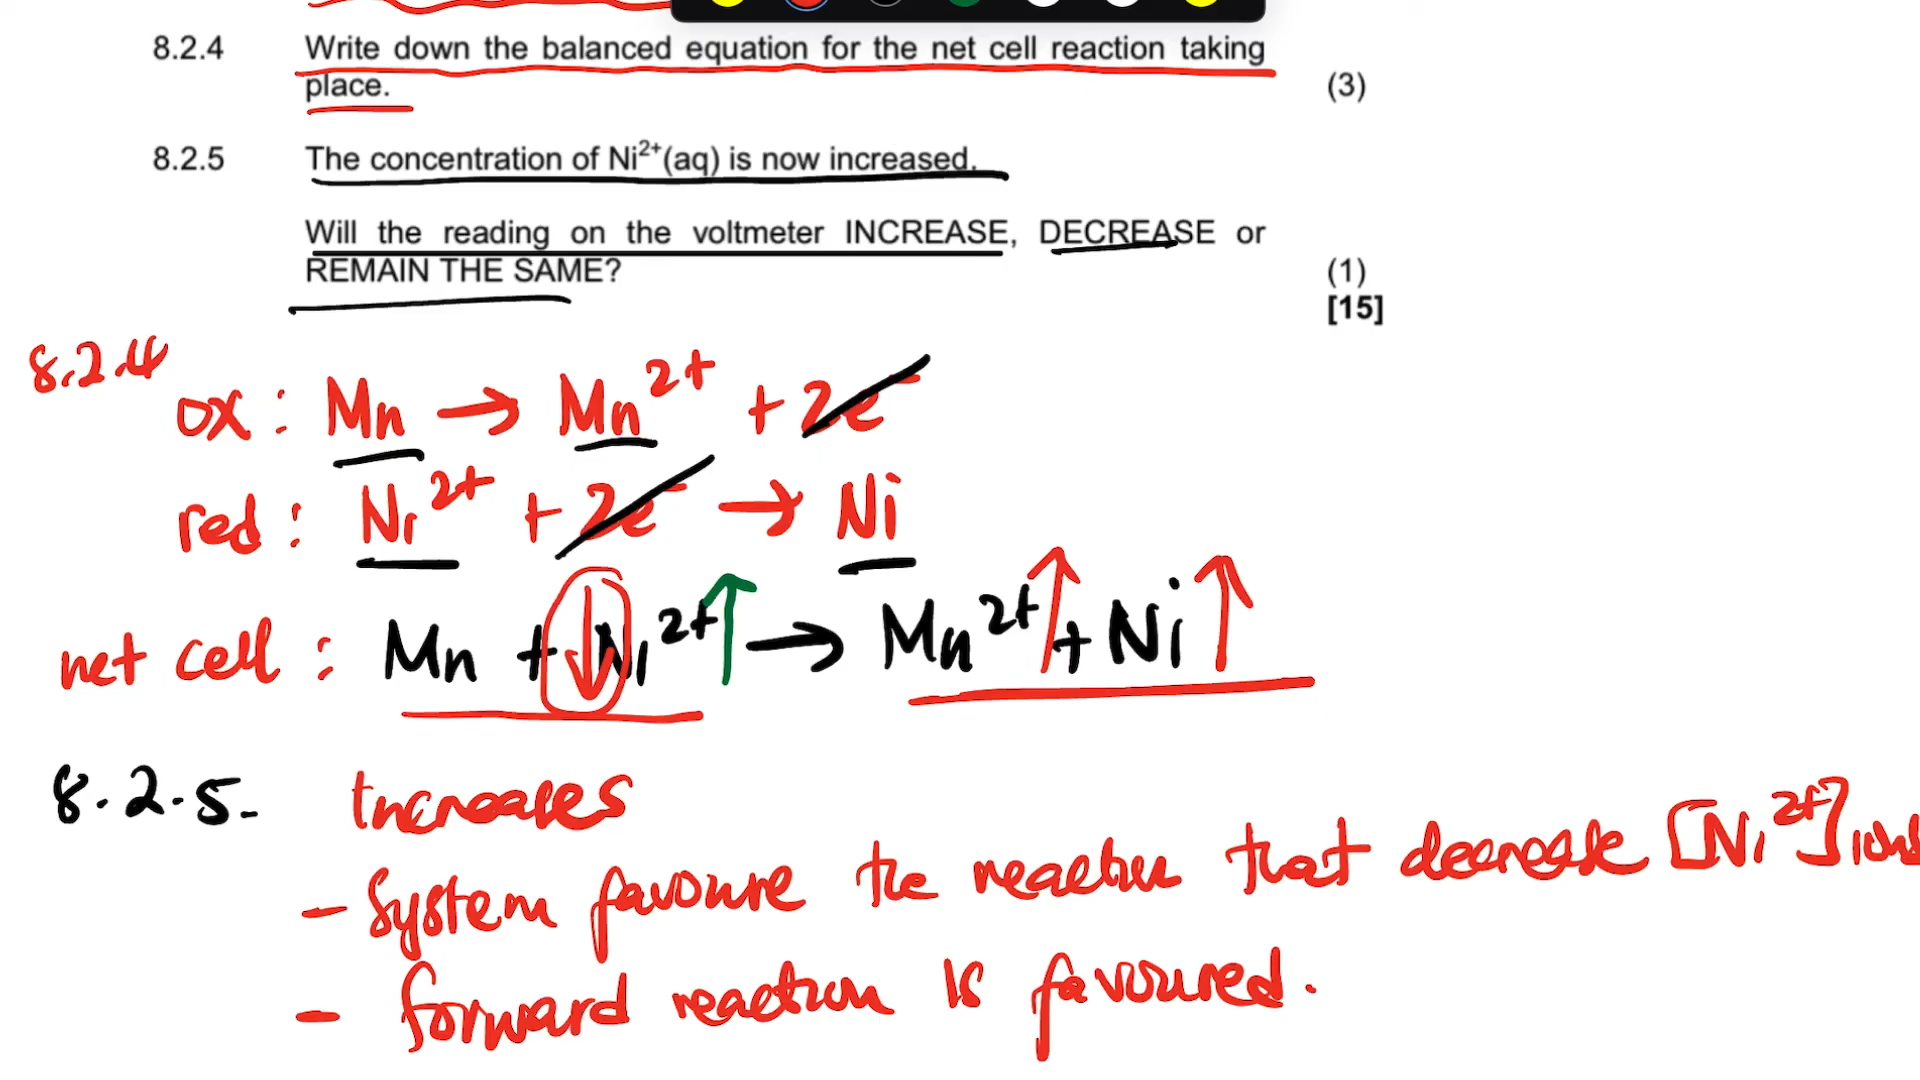 8.2.4 Write down the balanced equation for the net cell reaction taking
place. (3)
8.2.5 The concentration of Ni²⁺(aq) is now increased.
Will the reading on the voltmeter INCREASE, DECREASE or
REMAIN THE SAME? (1)
[15]
8.2.4
ox: Mn → Mn²⁺ + 2e⁻
red: Ni²⁺ + 2e⁻ → Ni
net cell: Mn + ↓Ni²⁺↑ → Mn²⁺↑ + Ni↑
8.2.5- Increases
- System favoure the reaction that decrease [Ni²⁺] ions
- forward reaction is favoured.